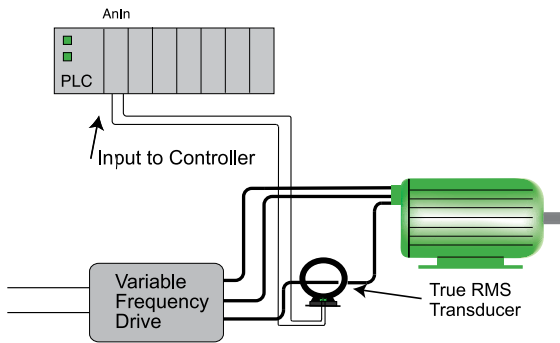 AnIn
PLC
Input to Controller
Variable
Frequency
Drive
True RMS
Transducer